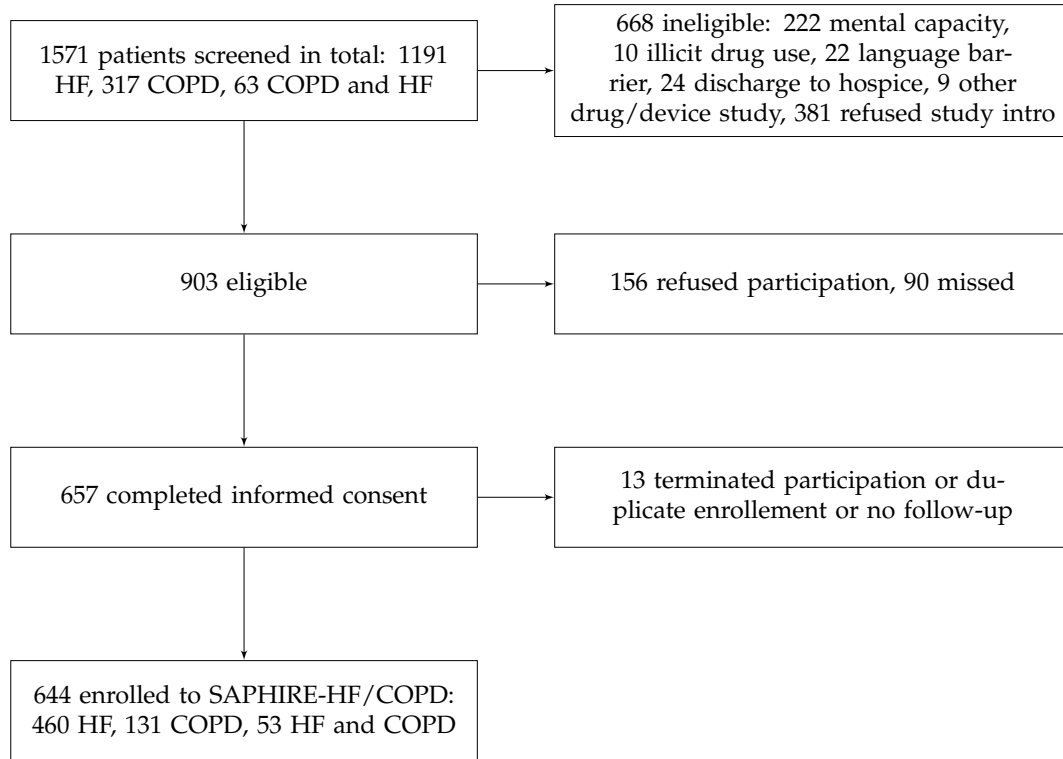 1571 patients screened in total: 1191
HF, 317 COPD, 63 COPD and HF
668 ineligible: 222 mental capacity,
10 illicit drug use, 22 language bar-
rier, 24 discharge to hospice, 9 other
drug/device study, 381 refused study intro
903 eligible
156 refused participation, 90 missed
657 completed informed consent
13 terminated participation or du-
plicate enrollement or no follow-up
644 enrolled to SAPHIRE-HF/COPD:
460 HF, 131 COPD, 53 HF and COPD